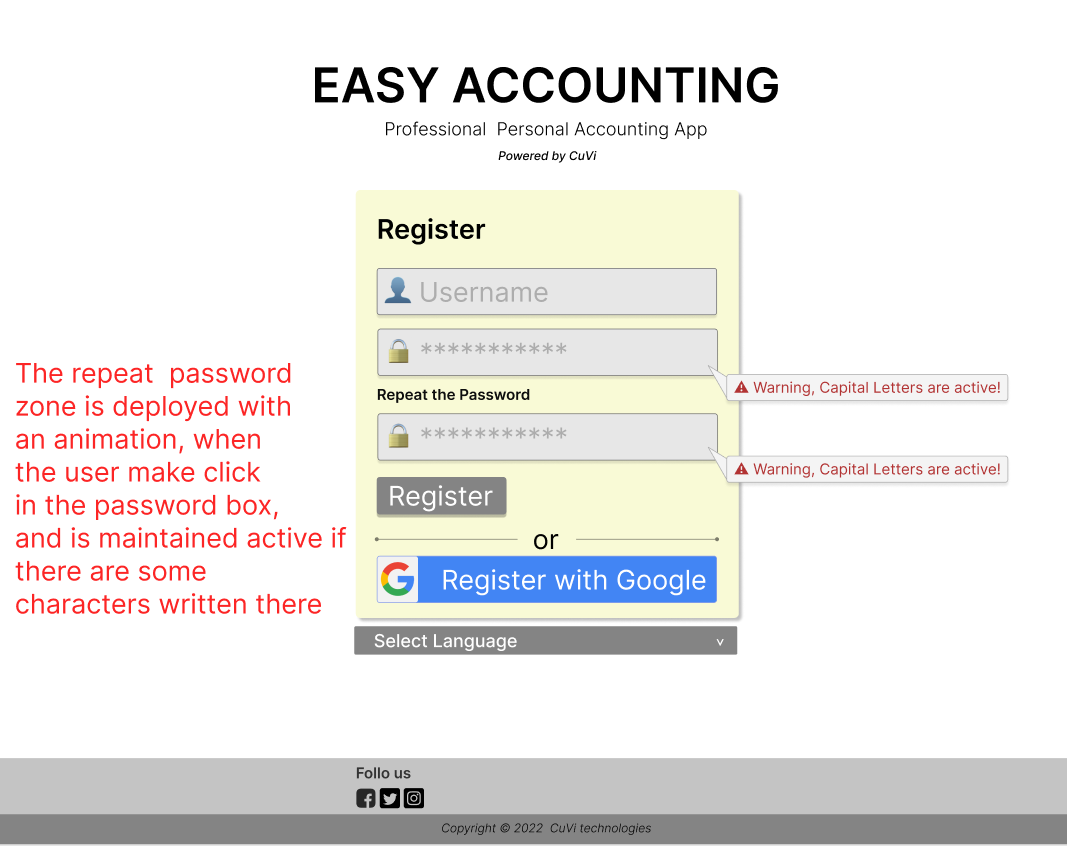 EASY ACCOUNTING
Professional  Personal Accounting App
Powered by CuVi
Register
Username
***********
Warning, Capital Letters are active!
Repeat the Password
***********
Warning, Capital Letters are active!
Register
or
Register with Google
Select Language
The repeat  password
zone is deployed with
an animation, when
the user make click
in the password box,
and is maintained active if
there are some
characters written there
Follo us
Copyright © 2022  CuVi technologies